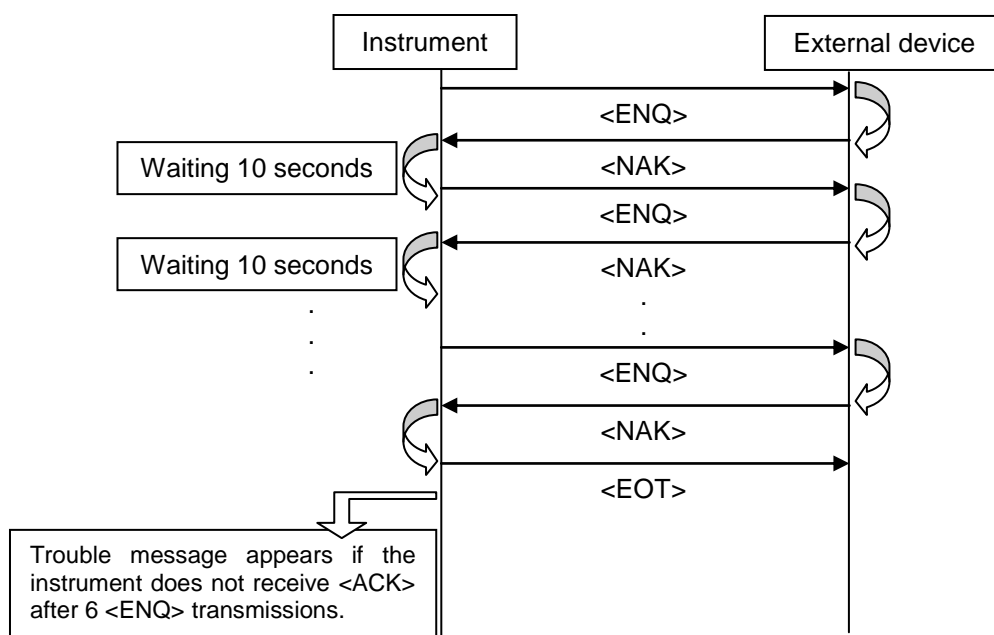 Instrument
External device
<ENQ>
Waiting 10 seconds
<NAK>
<ENQ>
Waiting 10 seconds
<NAK>
.
.
.
.
.
<ENQ>
<NAK>
<EOT>
Trouble message appears if the
instrument does not receive <ACK>
after 6 <ENQ> transmissions.